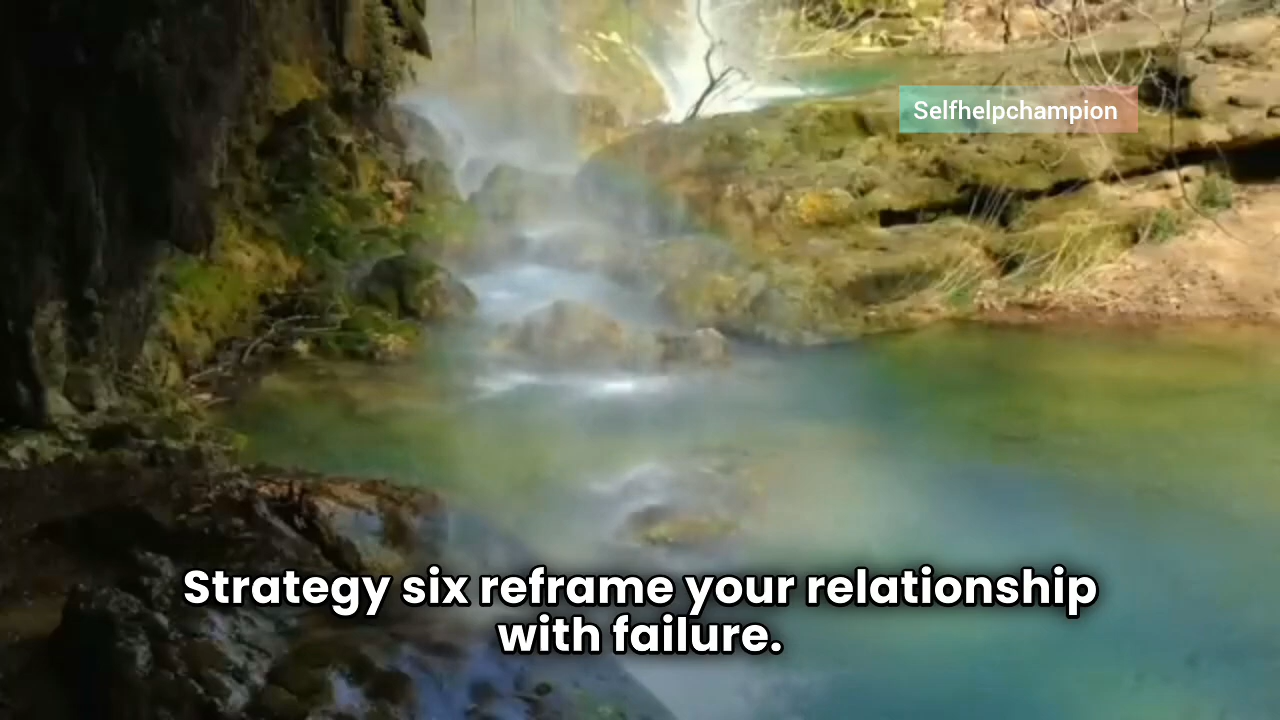 Selfhelpchampion
Strategy six reframe your relationship
with failure.